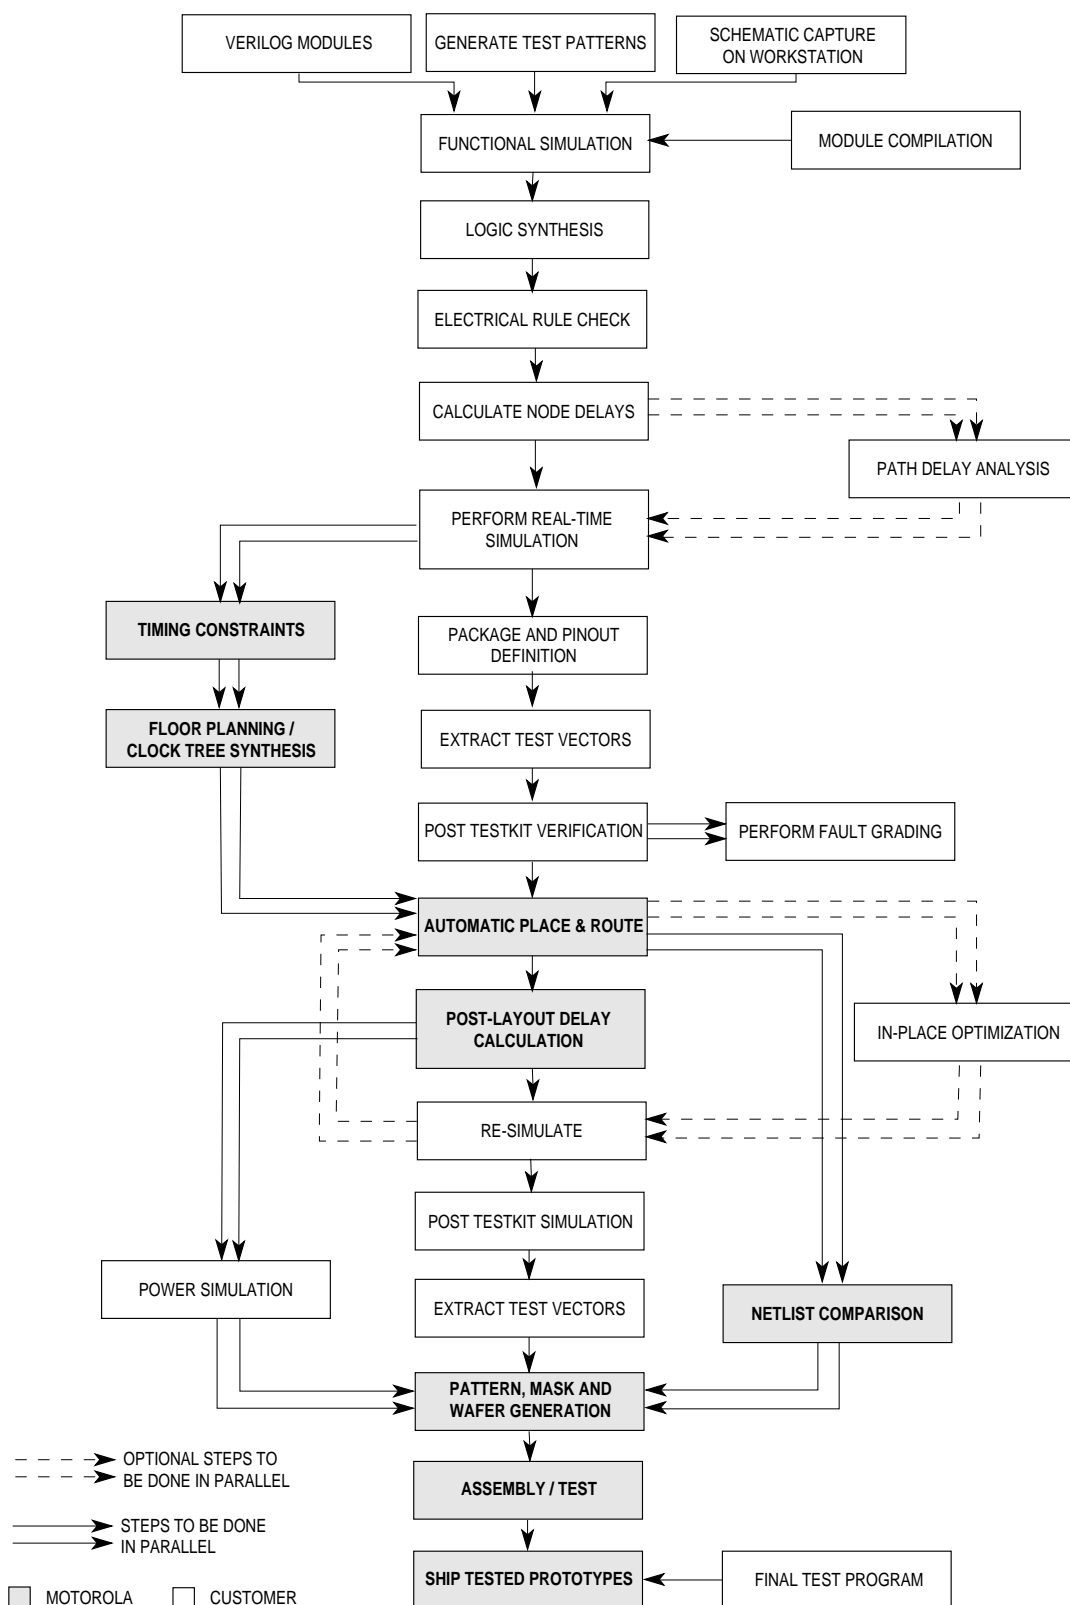 VERILOG MODULES
GENERATE TEST PATTERNS
SCHEMATIC CAPTURE
ON WORKSTATION
FUNCTIONAL SIMULATION
MODULE COMPILATION
LOGIC SYNTHESIS
ELECTRICAL RULE CHECK
CALCULATE NODE DELAYS
PATH DELAY ANALYSIS
PERFORM REAL-TIME
SIMULATION
TIMING CONSTRAINTS
PACKAGE AND PINOUT
DEFINITION
FLOOR PLANNING /
CLOCK TREE SYNTHESIS
EXTRACT TEST VECTORS
POST TESTKIT VERIFICATION
PERFORM FAULT GRADING
AUTOMATIC PLACE & ROUTE
POST-LAYOUT DELAY
CALCULATION
IN-PLACE OPTIMIZATION
RE-SIMULATE
POST TESTKIT SIMULATION
POWER SIMULATION
EXTRACT TEST VECTORS
NETLIST COMPARISON
PATTERN, MASK AND
WAFER GENERATION
OPTIONAL STEPS TO
BE DONE IN PARALLEL
ASSEMBLY / TEST
STEPS TO BE DONE
IN PARALLEL
SHIP TESTED PROTOTYPES
FINAL TEST PROGRAM
MOTOROLA
CUSTOMER